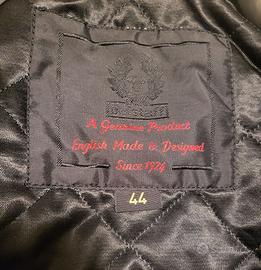 A Genuine Product
English Made & Designed
Since 1924
44